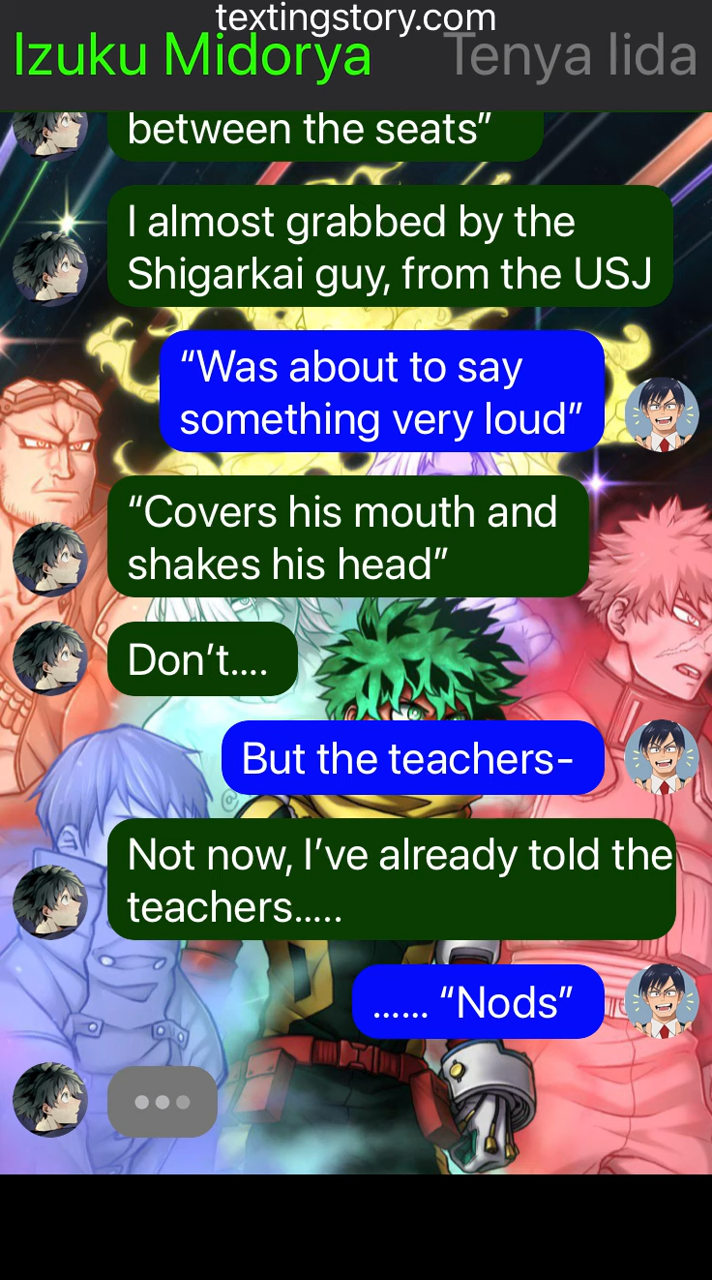 textingstory.com
Izuku Midorya
Tenya Iida
between the seats”
I almost grabbed by the
Shigarkai guy, from the USJ
“Was about to say
something very loud”
“Covers his mouth and
shakes his head”
Don’t....
But the teachers-
Not now, I’ve already told the
teachers.....
...... “Nods”